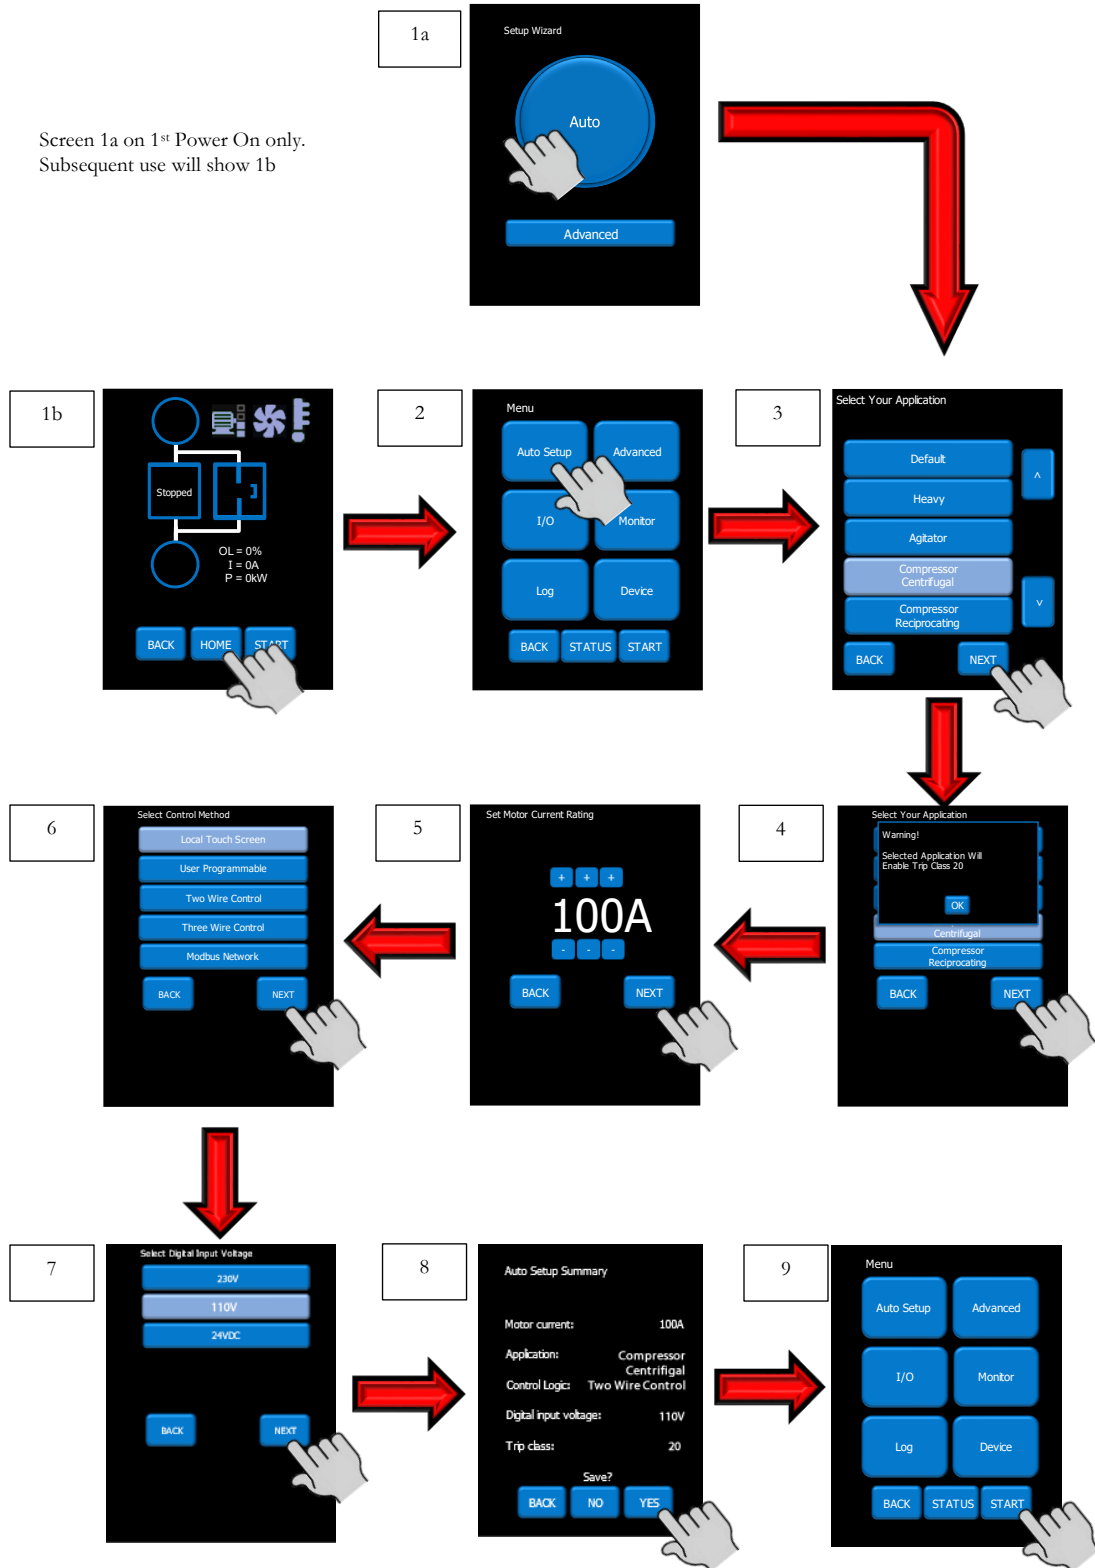 1a
Setup Wizard
Auto
Advanced
Screen 1a on 1st Power On only.
Subsequent use will show 1b
1b
Stopped
OL = 0%
I = 0A
P = 0kW
BACK
HOME
START
2
Menu
Auto Setup
Advanced
I/O
Monitor
Log
Device
BACK
STATUS
START
3
Select Your Application
Default
Heavy
Agitator
Compressor
Centrifugal
Compressor
Reciprocating
^
v
BACK
NEXT
4
Select Your Application
Warning!
Selected Application Will
Enable Trip Class 20
OK
Centrifugal
Compressor
Reciprocating
BACK
NEXT
5
Set Motor Current Rating
+ + +
100A
- - -
BACK
NEXT
6
Select Control Method
Local Touch Screen
User Programmable
Two Wire Control
Three Wire Control
Modbus Network
BACK
NEXT
7
Select Digital Input Voltage
230V
110V
24VDC
BACK
NEXT
8
Auto Setup Summary
Motor current: 100A
Application: Compressor
Centrifigal
Control Logic: Two Wire Control
Digital input voltage: 110V
Trip class: 20
Save?
BACK
NO
YES
9
Menu
Auto Setup
Advanced
I/O
Monitor
Log
Device
BACK
STATUS
START